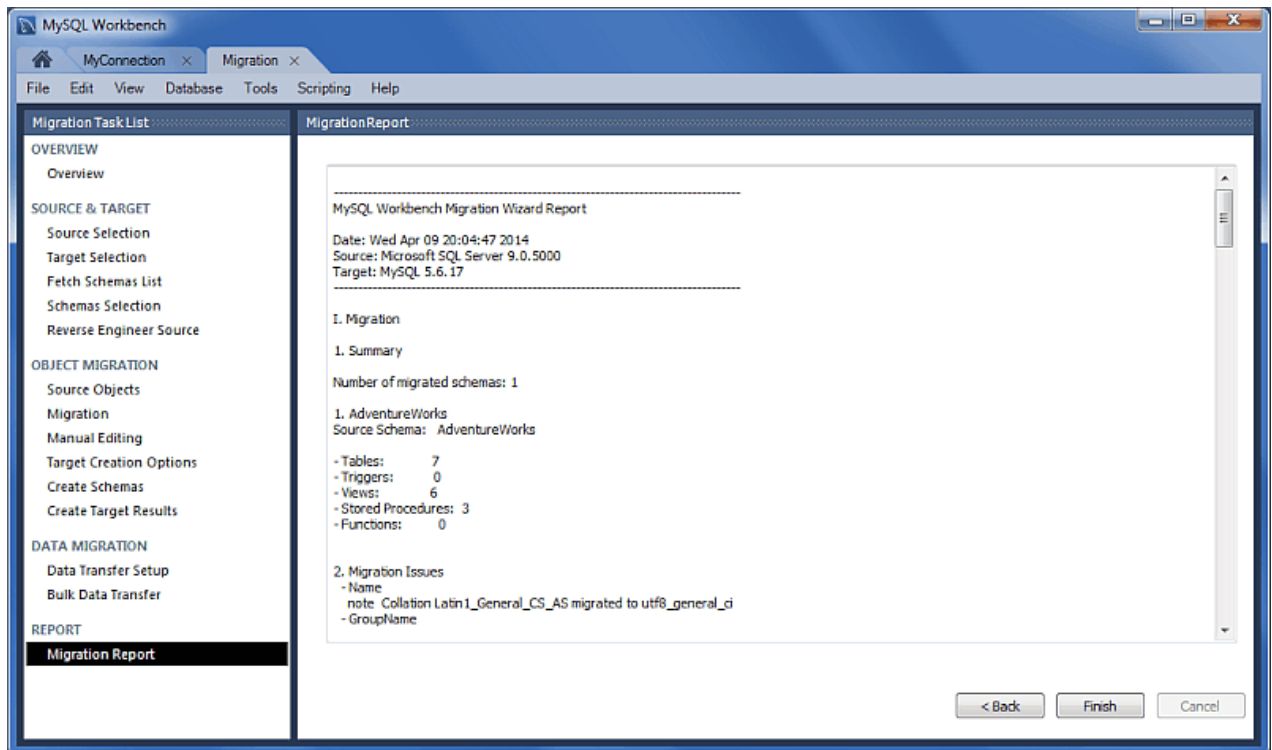 MySQL Workbench
MyConnection
Migration
File Edit View Database Tools Scripting Help
Migration Task List
OVERVIEW
Overview
SOURCE & TARGET
Source Selection
Target Selection
Fetch Schemas List
Schemas Selection
Reverse Engineer Source
OBJECT MIGRATION
Source Objects
Migration
Manual Editing
Target Creation Options
Create Schemas
Create Target Results
DATA MIGRATION
Data Transfer Setup
Bulk Data Transfer
REPORT
Migration Report
MigrationReport
--------------------------------------------------------------------------------
MySQL Workbench Migration Wizard Report
Date: Wed Apr 09 20:04:47 2014
Source: Microsoft SQL Server 9.0.5000
Target: MySQL 5.6.17
--------------------------------------------------------------------------------
I. Migration
1. Summary
Number of migrated schemas: 1
1. AdventureWorks
Source Schema: AdventureWorks
- Tables: 7
- Triggers: 0
- Views: 6
- Stored Procedures: 3
- Functions: 0
2. Migration Issues
- Name
note Collation Latin1_General_CS_AS migrated to utf8_general_ci
- GroupName
< Back
Finish
Cancel